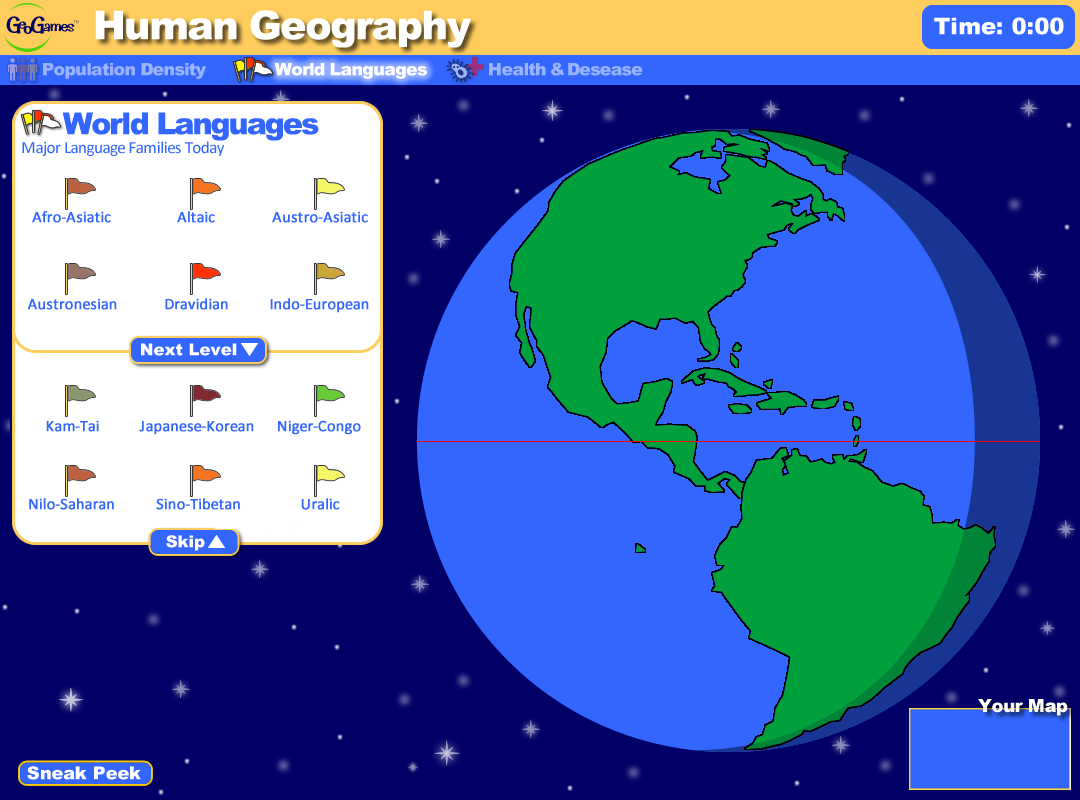 GeoGames™
Human Geography
Time: 0:00
Population Density
World Languages
Health & Desease
World Languages
Major Language Families Today
Afro-Asiatic
Altaic
Austro-Asiatic
Austronesian
Dravidian
Indo-European
Next Level ▼
Kam-Tai
Japanese-Korean
Niger-Congo
Nilo-Saharan
Sino-Tibetan
Uralic
Skip ▲
Your Map
Sneak Peek